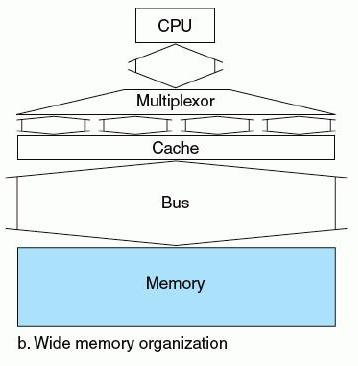 CPU
Multiplexor
Cache
Bus
Memory
b. Wide memory organization